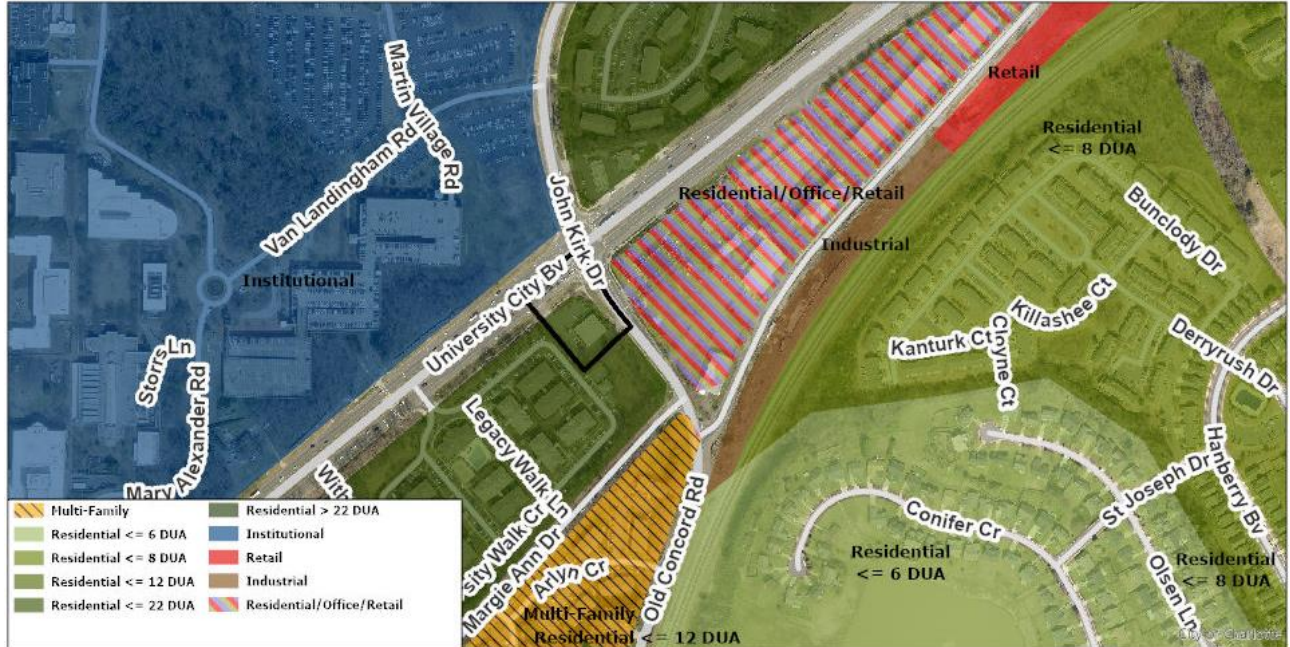 Martin Village Rd
Retail
Residential
<= 8 DUA
Van Landingham Rd
John Kirk Dr
Residential/Office/Retail
Bunclody Dr
Industrial
Institutional
University City Bv
Killashee Ct
Kanturk Ct
Cloyne Ct
Derryrush Dr
Storrs Ln
Mary Alexander Rd
Legacy Walk Ln
Hanberry Bv
St Joseph Dr
With
Conifer Cr
Residential
<= 6 DUA
Olsen Ln
Residential
<= 8 DUA
sity Walk Cr
Margie Ann Dr
Arlyn Cr
Old Concord Rd
Multi-Family
Residential <= 12 DUA
Multi-Family
Residential <= 6 DUA
Residential <= 8 DUA
Residential <= 12 DUA
Residential <= 22 DUA
Residential > 22 DUA
Institutional
Retail
Industrial
Residential/Office/Retail
City of Charlotte